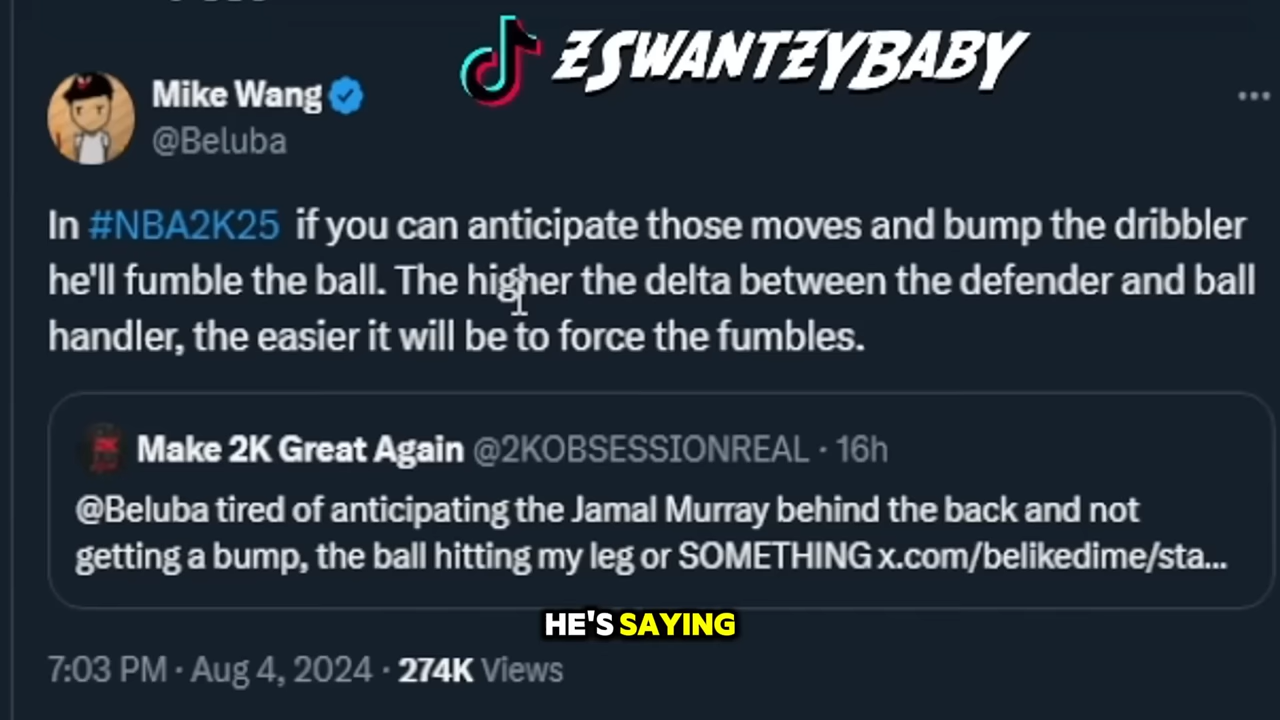 ZSWANTZYBABY
Mike Wang
@Beluba
In #NBA2K25 if you can anticipate those moves and bump the dribbler
he'll fumble the ball. The higher the delta between the defender and ball
handler, the easier it will be to force the fumbles.
Make 2K Great Again @2KOBSESSIONREAL · 16h
@Beluba tired of anticipating the Jamal Murray behind the back and not
getting a bump, the ball hitting my leg or SOMETHING x.com/belikedime/sta...
HE'S SAYING
7:03 PM · Aug 4, 2024 · 274K Views